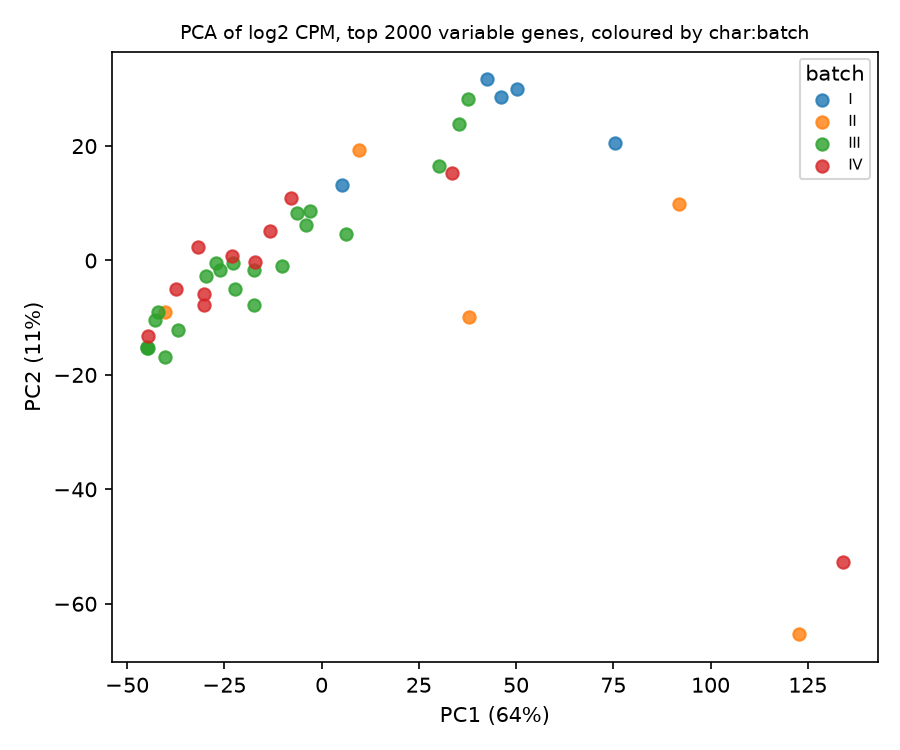 PCA of log2 CPM, top 2000 variable genes, coloured by char:batch
batch
I
II
III
IV
20
0
−20
−40
−60
PC2 (11%)
−50
−25
0
25
50
75
100
125
PC1 (64%)